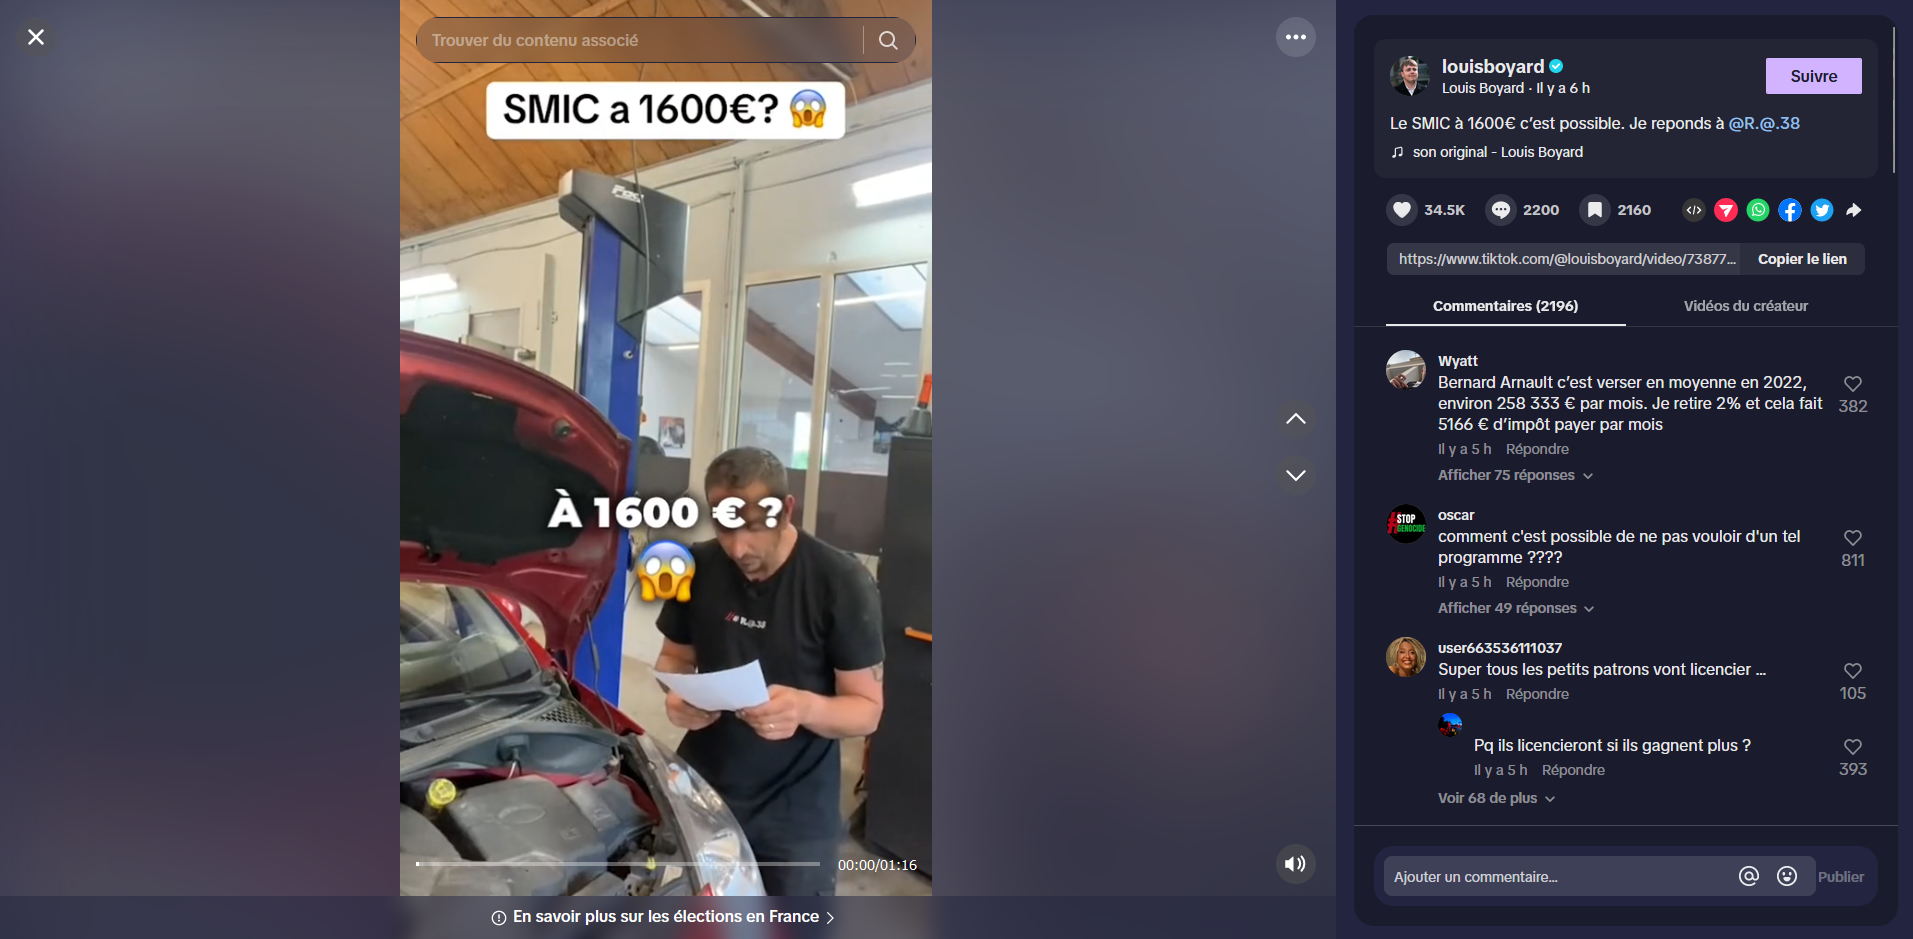 Trouver du contenu associé
SMIC a 1600€? 😱
À 1600 € ?
😱
R.@.38
00:00/01:16
En savoir plus sur les élections en France
louisboyard
Louis Boyard · Il y a 6 h
Suivre
Le SMIC à 1600€ c’est possible. Je reponds à @R.@.38
son original - Louis Boyard
34.5K
2200
2160
https://www.tiktok.com/@louisboyard/video/73877...
Copier le lien
Commentaires (2196)
Vidéos du créateur
Wyatt
Bernard Arnault c’est verser en moyenne en 2022,
environ 258 333 € par mois. Je retire 2% et cela fait
5166 € d’impôt payer par mois
382
Il y a 5 h Répondre
Afficher 75 réponses
#STOP
GENOCIDE
oscar
comment c'est possible de ne pas vouloir d'un tel
programme ????
811
Il y a 5 h Répondre
Afficher 49 réponses
user663536111037
Super tous les petits patrons vont licencier ...
105
Il y a 5 h Répondre
Pq ils licencieront si ils gagnent plus ?
393
Il y a 5 h Répondre
Voir 68 de plus
Ajouter un commentaire...
Publier